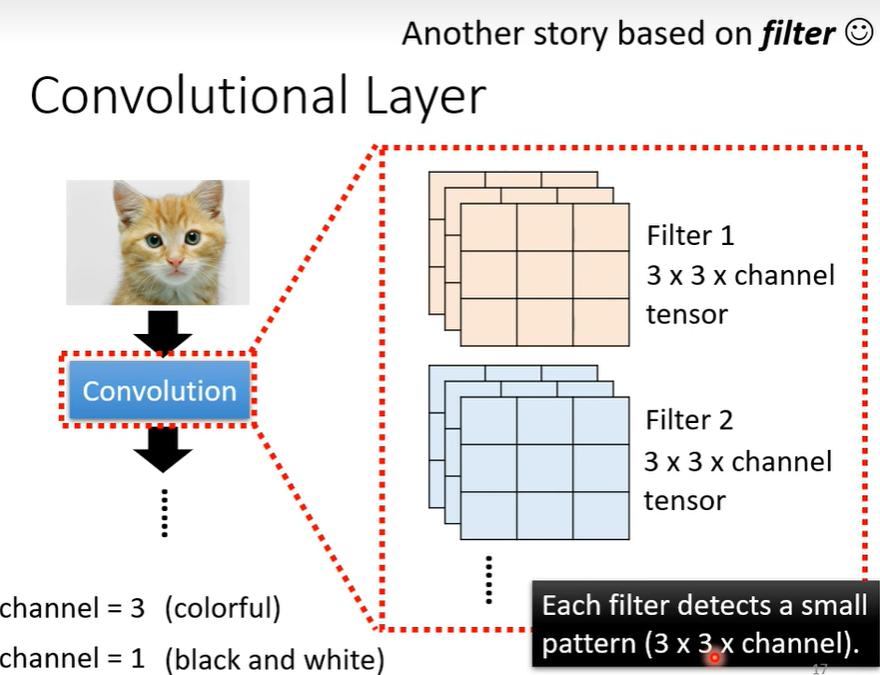 Another story based on filter ☺
Convolutional Layer
Filter 1
3 x 3 x channel
tensor
Convolution
Filter 2
3 x 3 x channel
tensor
channel = 3 (colorful)
channel = 1 (black and white)
Each filter detects a small
pattern (3 x 3 x channel).
17